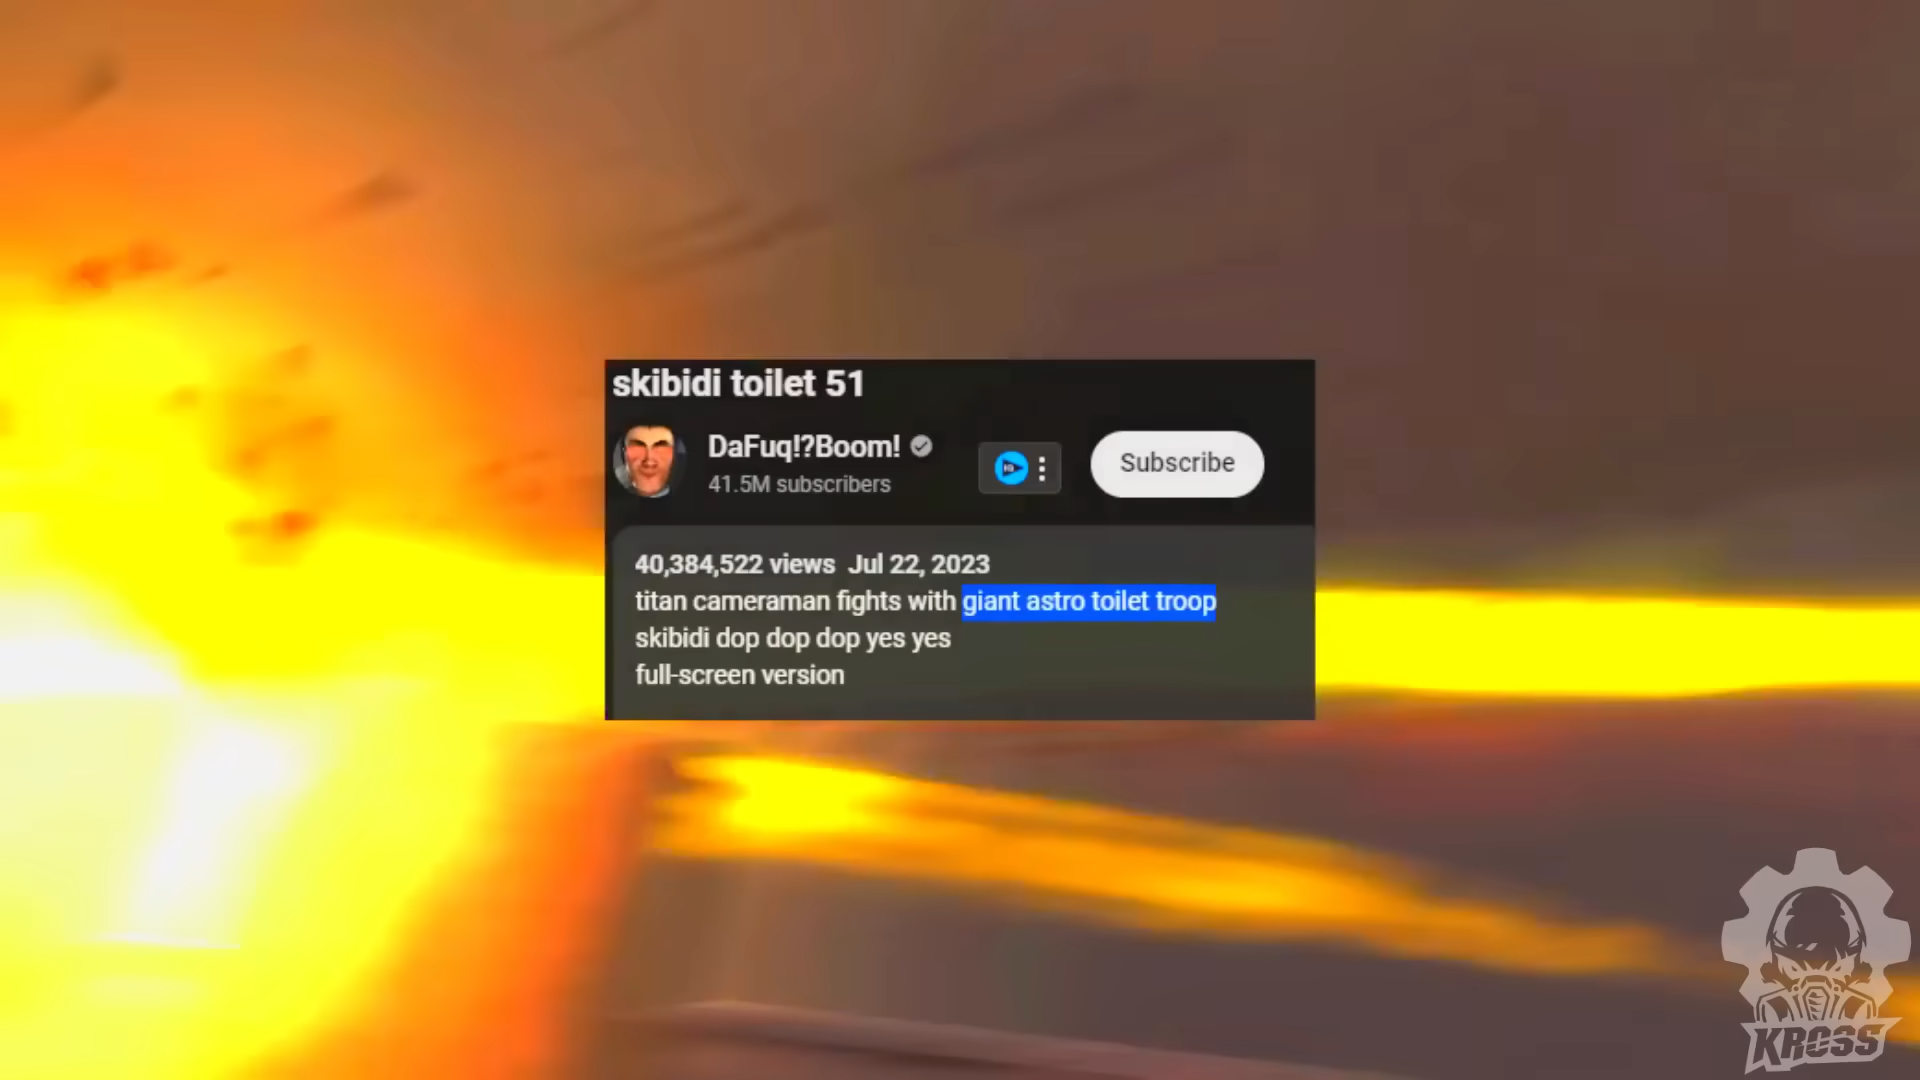 skibidi toilet 51
DaFuq!?Boom!
41.5M subscribers
Subscribe
40,384,522 views Jul 22, 2023
titan cameraman fights with giant astro toilet troop
skibidi dop dop dop yes yes
full-screen version
KROSS